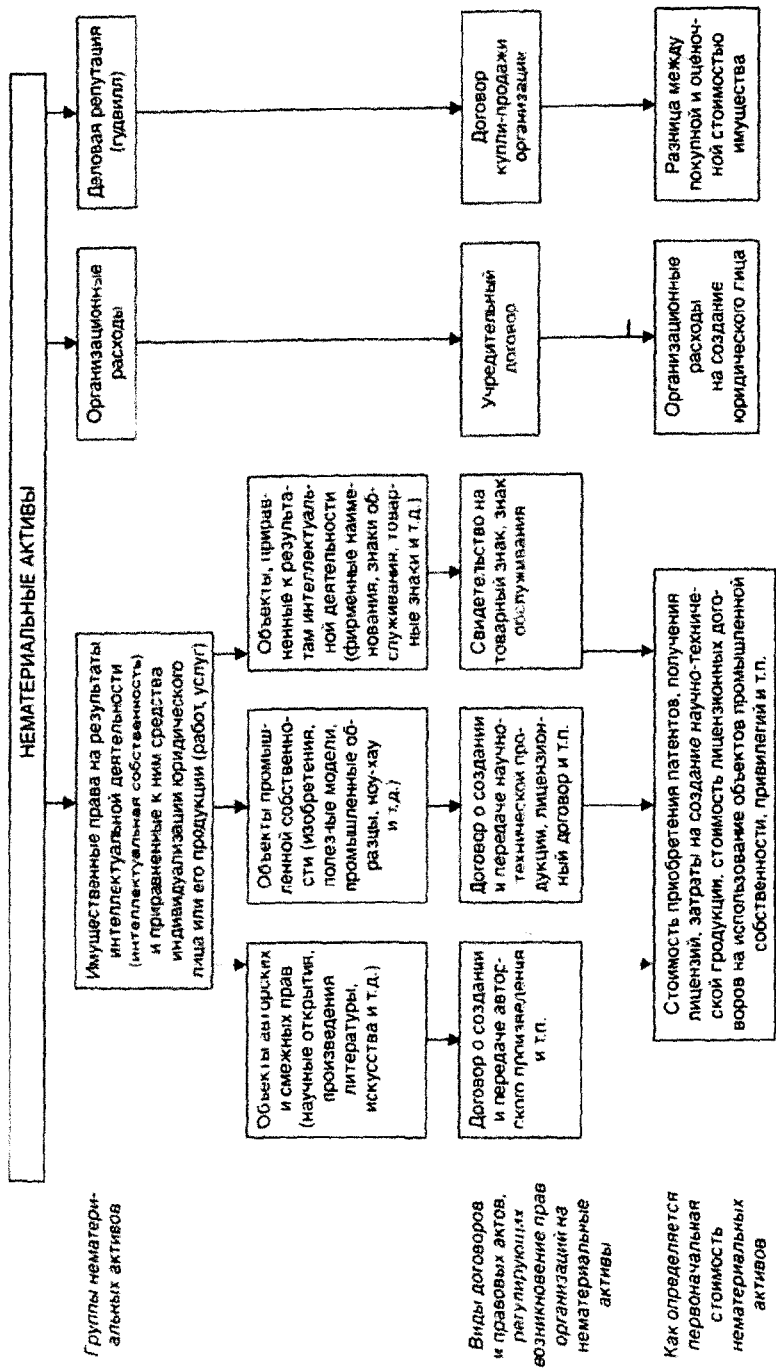 НЕМАТЕРИАЛЬНЫЕ АКТИВЫ
Группы нематери-
альных активов
Имущественные права на результаты
интеллектуальной деятельности
(интеллектуальная собственность)
и приравненные к ним средства
индивидуализации юридического
лица или его продукции (работ, услуг)
Организационные
расходы
Деловая репутация
(гудвилл)
Объекты авторских
и смежных прав
(научные открытия,
произведения
литературы,
искусства и т.д.)
Объекты промыш-
ленной собственно-
сти (изобретения,
полезные модели,
промышленные об-
разцы, ноу-хау
и т.д.)
Объекты, прирав-
ненные к результа-
там интеллектуаль-
ной деятельности
(фирменные наиме-
нования, знаки об-
служивания, товар-
ные знаки и т.д.)
Виды договоров
и правовых актов,
регулирующих
возникновение прав
организаций на
нематериальные
активы
Договор о создании
и передаче автор-
ского произведения
и т.п.
Договор о создании
и передаче научно-
технической про-
дукции, лицензион-
ный договор и т.п.
Свидетельство на
товарный знак, знак
обслуживания
Учредительный
договор
Договор
купли-продажи
организации
Как определяется
первоначальная
стоимость
нематериальных
активов
Стоимость приобретения патентов, получения
лицензий, затраты на создание научно-техниче-
ской продукции, стоимость лицензионных дого-
воров на использование объектов промышленной
собственности, привилегий и т.п.
Организационные
расходы
на создание
юридического лица
Разница между
покупной и оценоч-
ной стоимостью
имущества